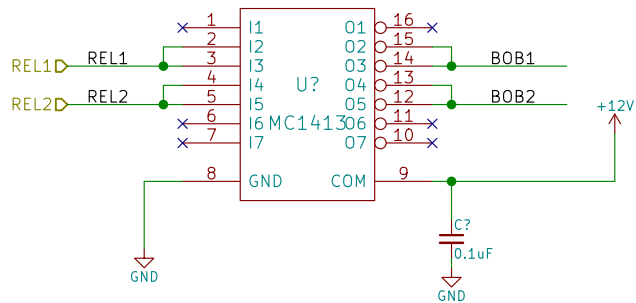 1 I1 O1 16
2 I2 O2 15
REL1 REL1 3 I3 O3 14 BOB1
4 I4 U? O4 13
REL2 REL2 5 I5 O5 12 BOB2
6 I6 MC1413 O6 11
7 I7 O7 10
+12V
8 GND COM 9
C?
0.1uF
GND
GND